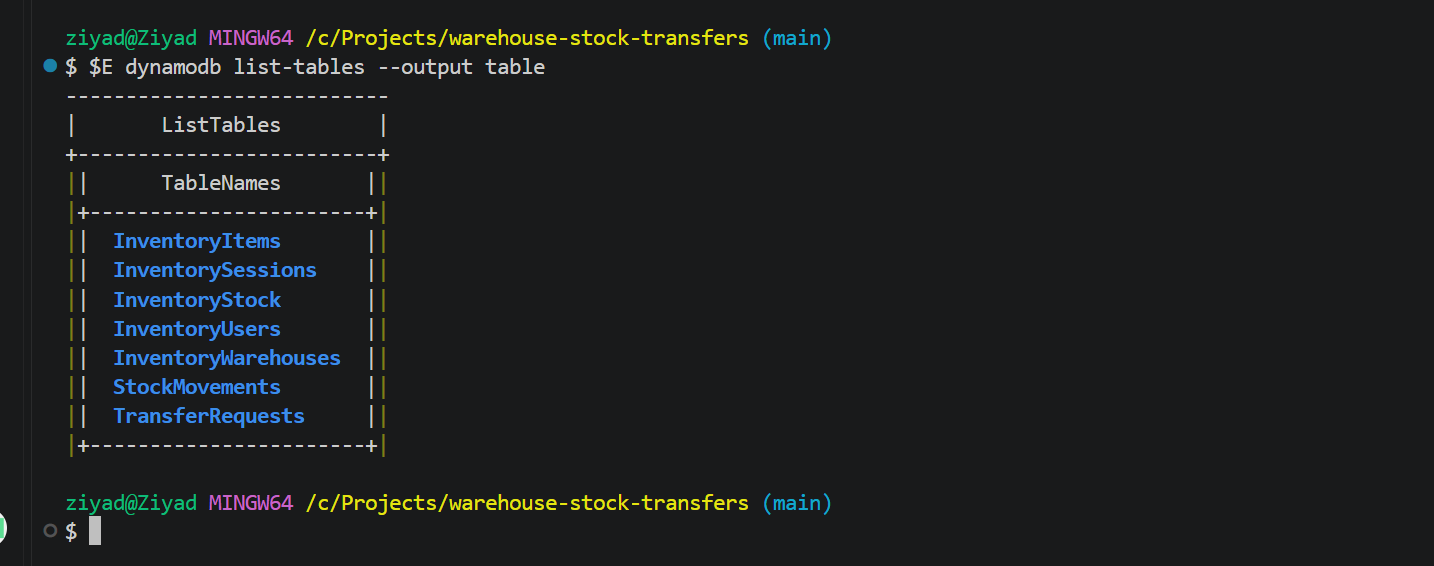 ziyad@Ziyad MINGW64 /c/Projects/warehouse-stock-transfers (main)
$ $E dynamodb list-tables --output table
---------------------------
|       ListTables        |
+-------------------------+
||      TableNames       ||
|+-----------------------+|
||  InventoryItems       ||
||  InventorySessions    ||
||  InventoryStock       ||
||  InventoryUsers       ||
||  InventoryWarehouses  ||
||  StockMovements       ||
||  TransferRequests     ||
|+-----------------------+|
ziyad@Ziyad MINGW64 /c/Projects/warehouse-stock-transfers (main)
$